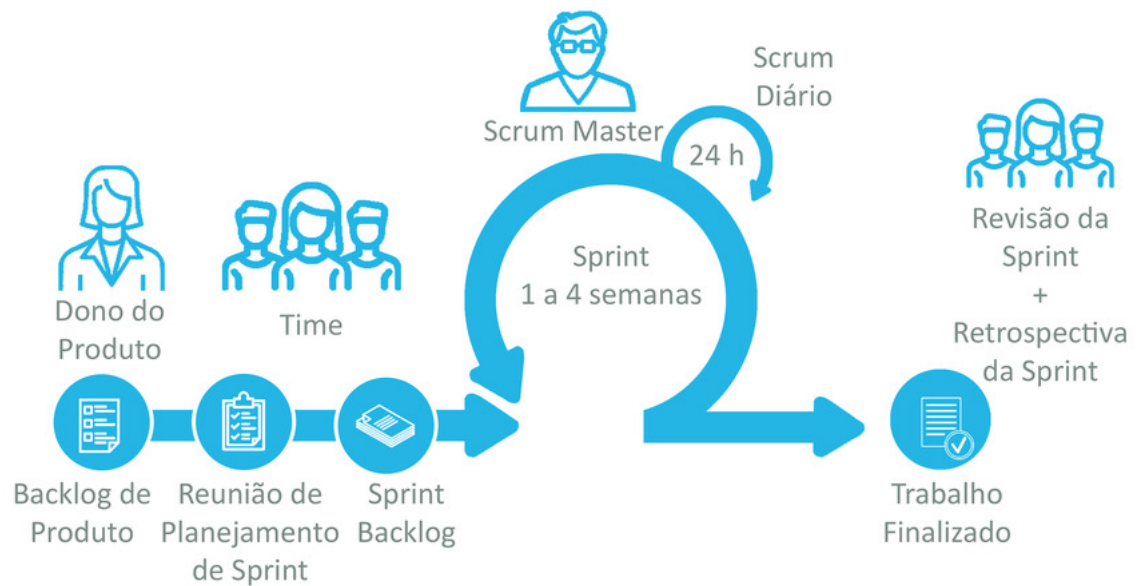 Scrum Master
Scrum
Diário
24 h
Sprint
1 a 4 semanas
Dono do
Produto
Time
Revisão da
Sprint
+
Retrospectiva
da Sprint
Backlog de
Produto
Reunião de
Planejamento
de Sprint
Sprint
Backlog
Trabalho
Finalizado